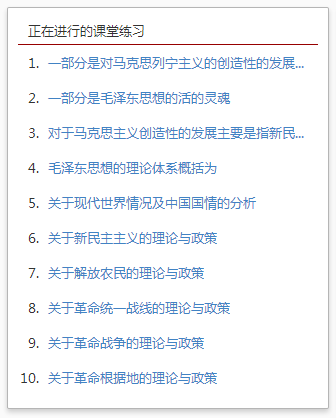 正在进行的课堂练习
1. 一部分是对马克思列宁主义的创造性的发展...
2. 一部分是毛泽东思想的活的灵魂
3. 对于马克思主义创造性的发展主要是指新民...
4. 毛泽东思想的理论体系概括为
5. 关于现代世界情况及中国国情的分析
6. 关于新民主主义的理论与政策
7. 关于解放农民的理论与政策
8. 关于革命统一战线的理论与政策
9. 关于革命战争的理论与政策
10. 关于革命根据地的理论与政策